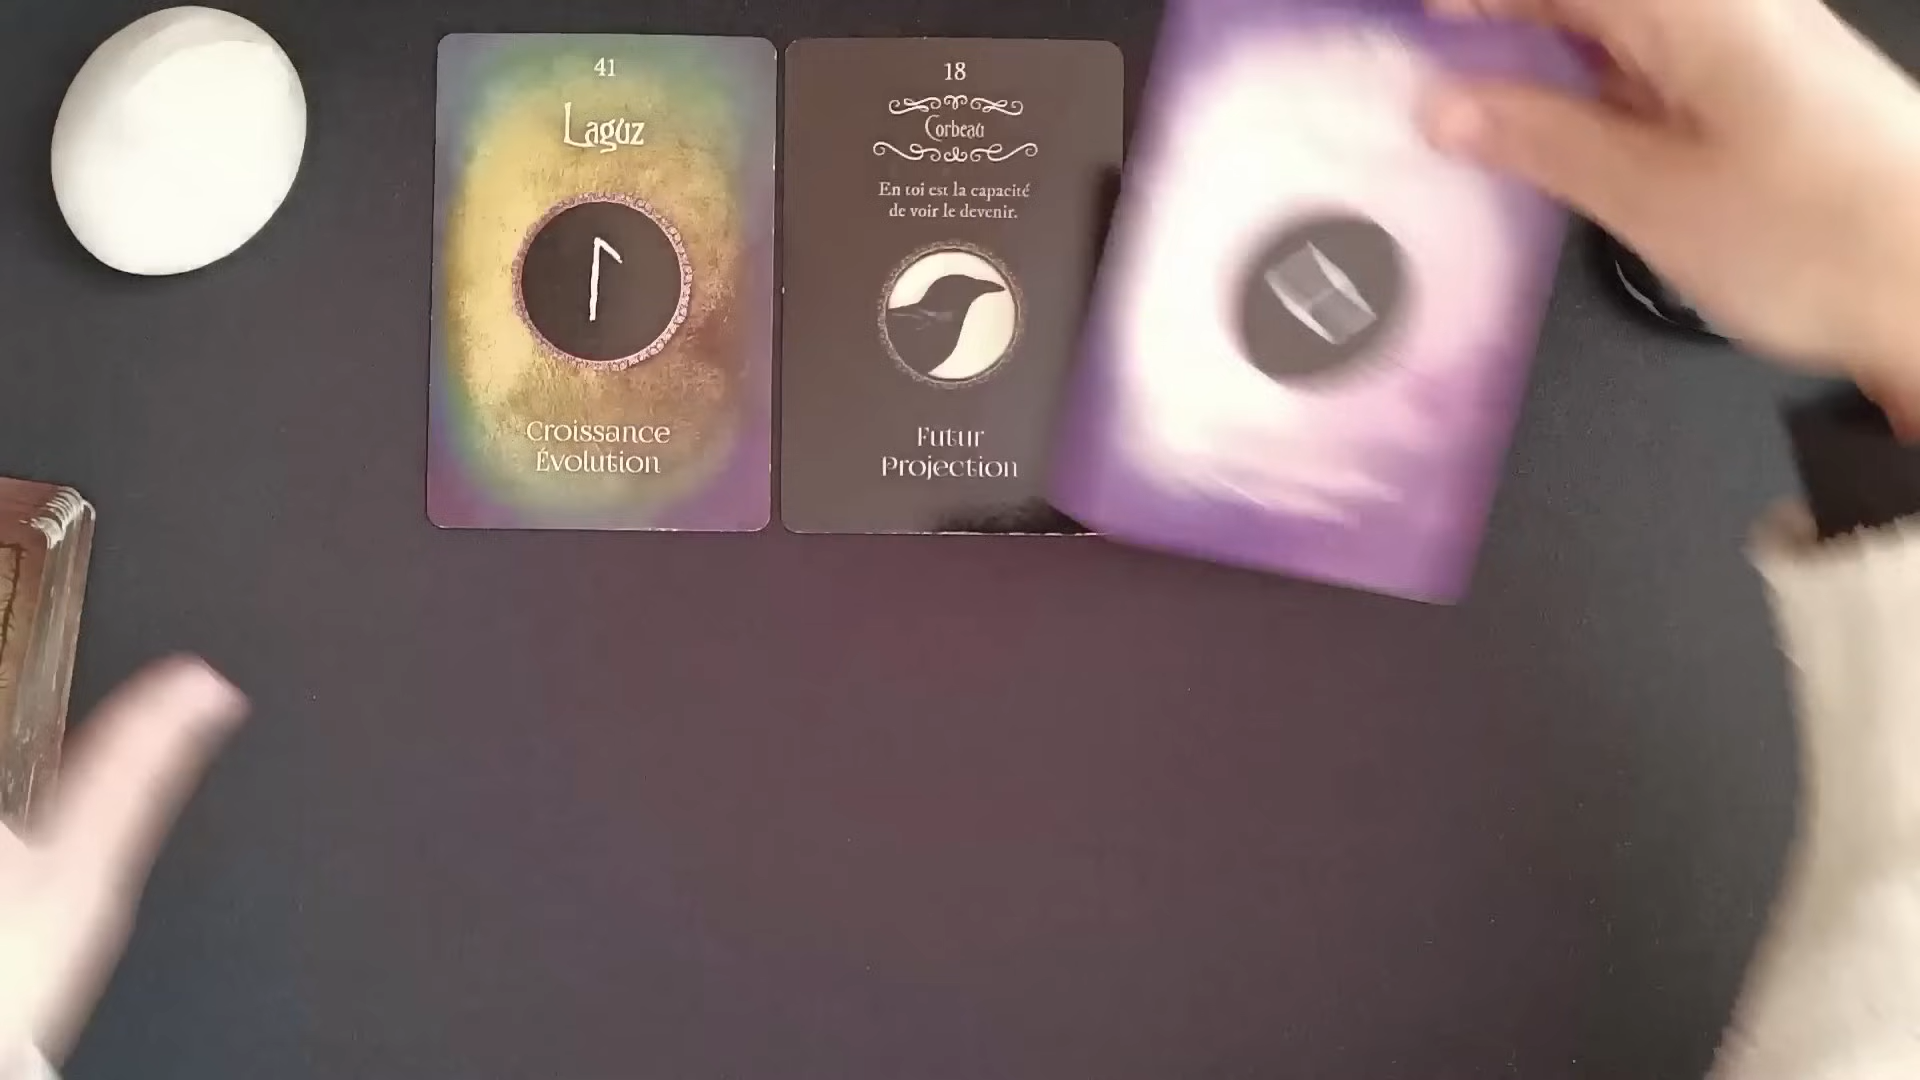 41
Laguz
Croissance
Évolution
18
Corbeau
En toi est la capacité
de voir le devenir.
Futur
Projection